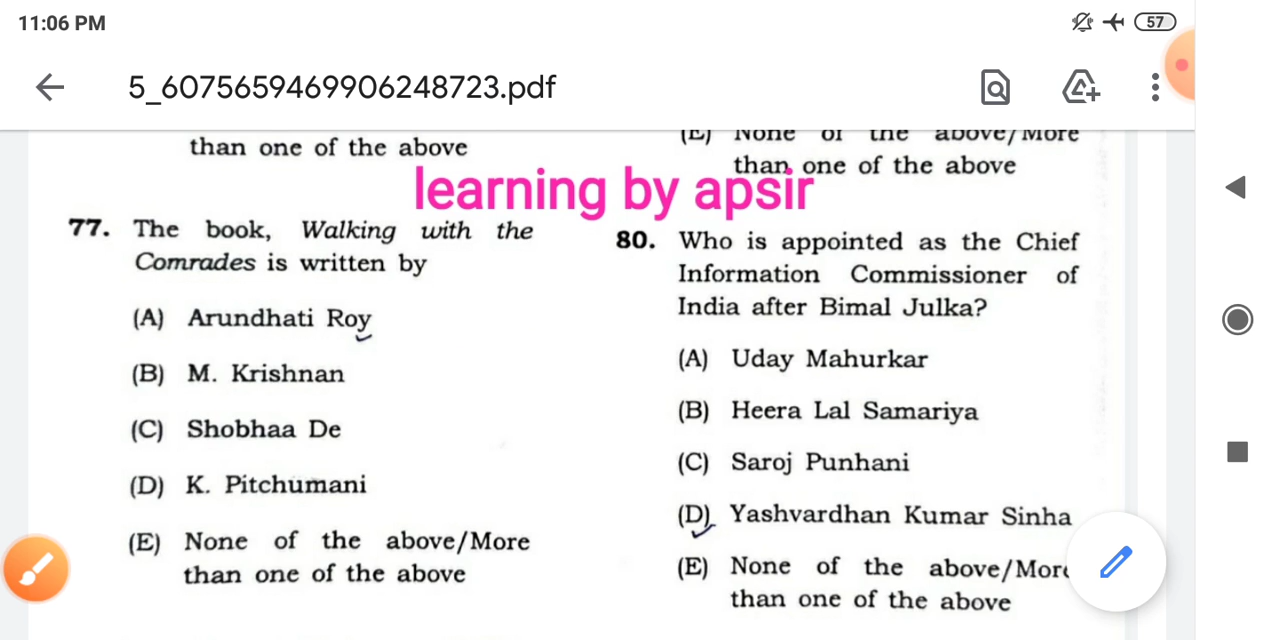 11:06 PM
57
5_6075659469906248723.pdf
than one of the above
(E) None of the above/More
than one of the above
learning by apsir
77. The book, Walking with the
Comrades is written by
(A) Arundhati Roy
(B) M. Krishnan
(C) Shobhaa De
(D) K. Pitchumani
(E) None of the above/More
than one of the above
80. Who is appointed as the Chief
Information Commissioner of
India after Bimal Julka?
(A) Uday Mahurkar
(B) Heera Lal Samariya
(C) Saroj Punhani
(D) Yashvardhan Kumar Sinha
(E) None of the above/More
than one of the above